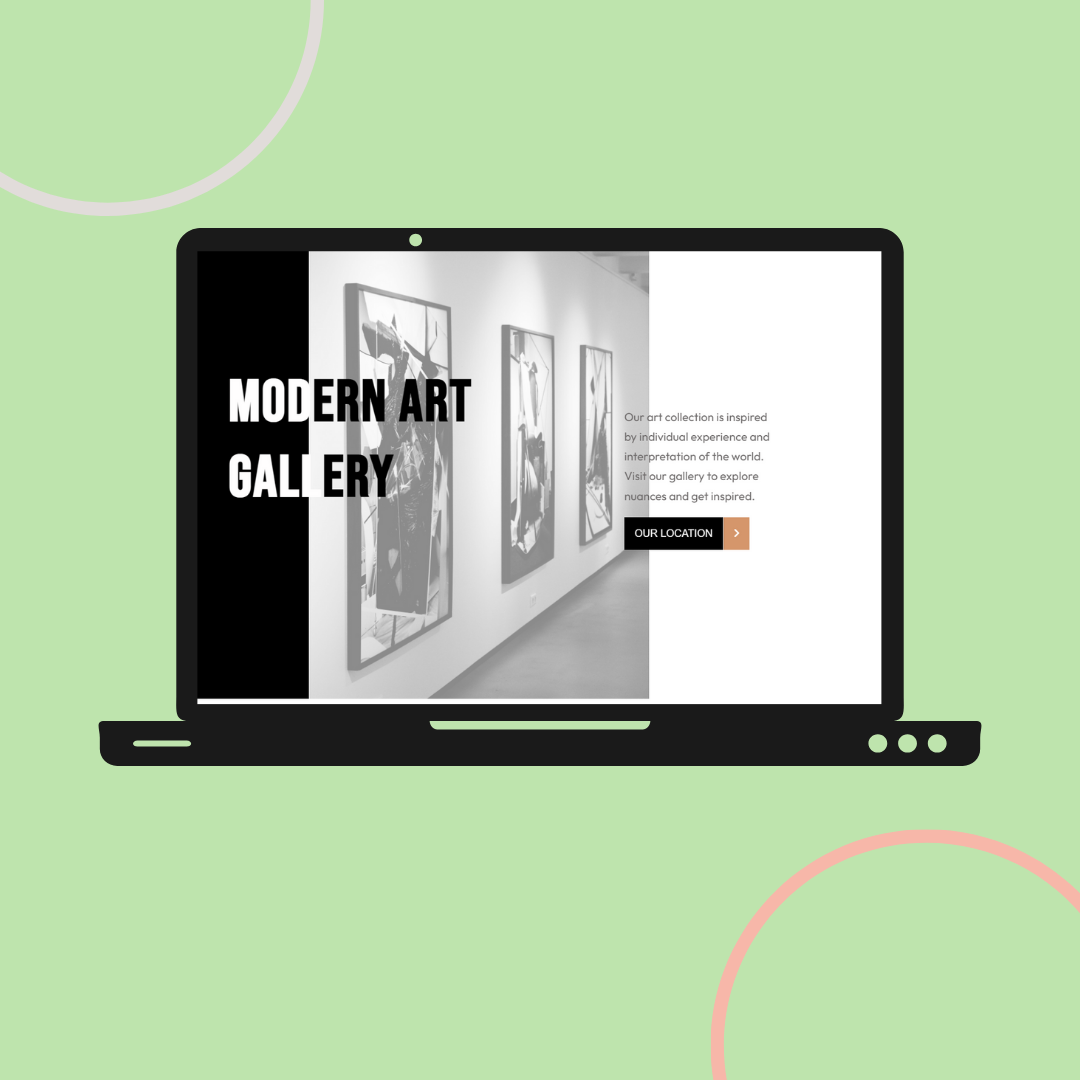 MODERN ART
GALLERY
Our art collection is inspired
by individual experience and
interpretation of the world.
Visit our gallery to explore
nuances and get inspired.
OUR LOCATION